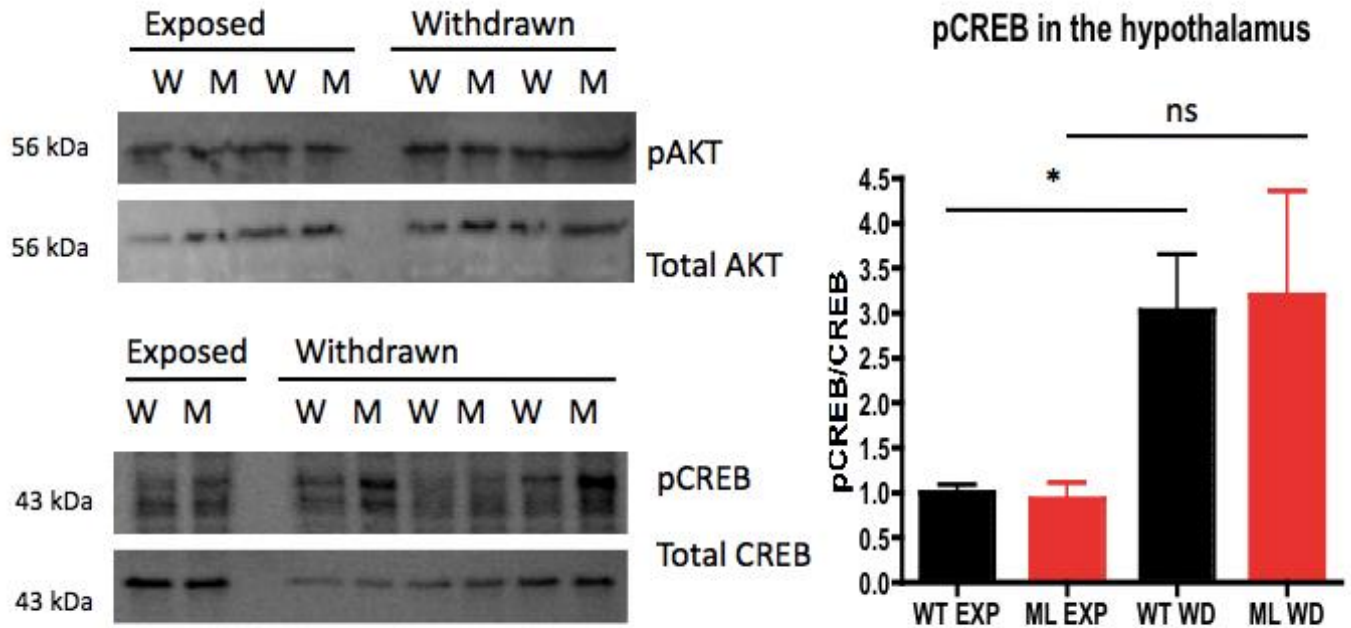 Exposed Withdrawn
W M W M W M W M
56 kDa pAKT
56 kDa Total AKT
Exposed Withdrawn
W M W M W M W M
43 kDa pCREB
43 kDa Total CREB
pCREB in the hypothalamus
ns
*
pCREB/CREB
4.5
4.0
3.5
3.0
2.5
2.0
1.5
1.0
0.5
0.0
WT EXP ML EXP WT WD ML WD